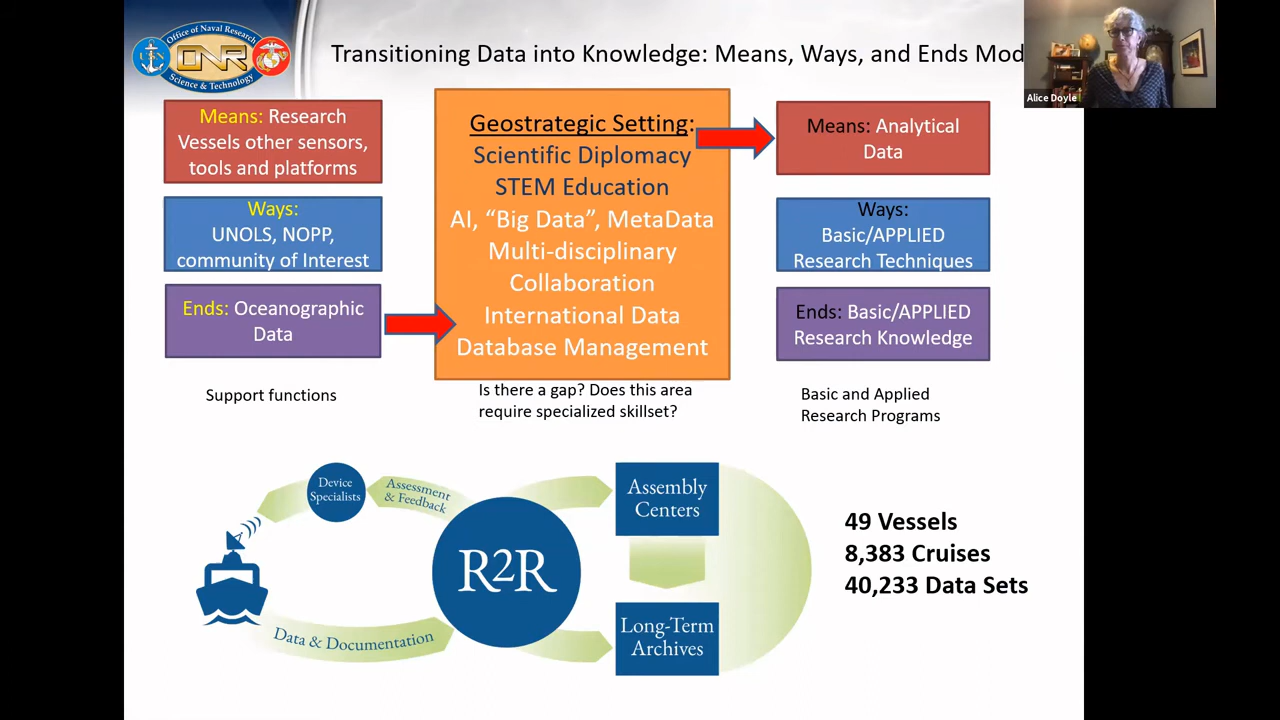 Office of Naval Research
ONR
Science & Technology
Transitioning Data into Knowledge: Means, Ways, and Ends Mod
Alice Doyle
Means: Research
Vessels other sensors,
tools and platforms
Ways:
UNOLS, NOPP,
community of Interest
Ends: Oceanographic
Data
Support functions
Geostrategic Setting:
Scientific Diplomacy
STEM Education
AI, “Big Data”, MetaData
Multi-disciplinary
Collaboration
International Data
Database Management
Is there a gap? Does this area
require specialized skillset?
Means: Analytical
Data
Ways:
Basic/APPLIED
Research Techniques
Ends: Basic/APPLIED
Research Knowledge
Basic and Applied
Research Programs
Device
Specialists
Assessment
& Feedback
R2R
Data & Documentation
Assembly
Centers
Long-Term
Archives
49 Vessels
8,383 Cruises
40,233 Data Sets